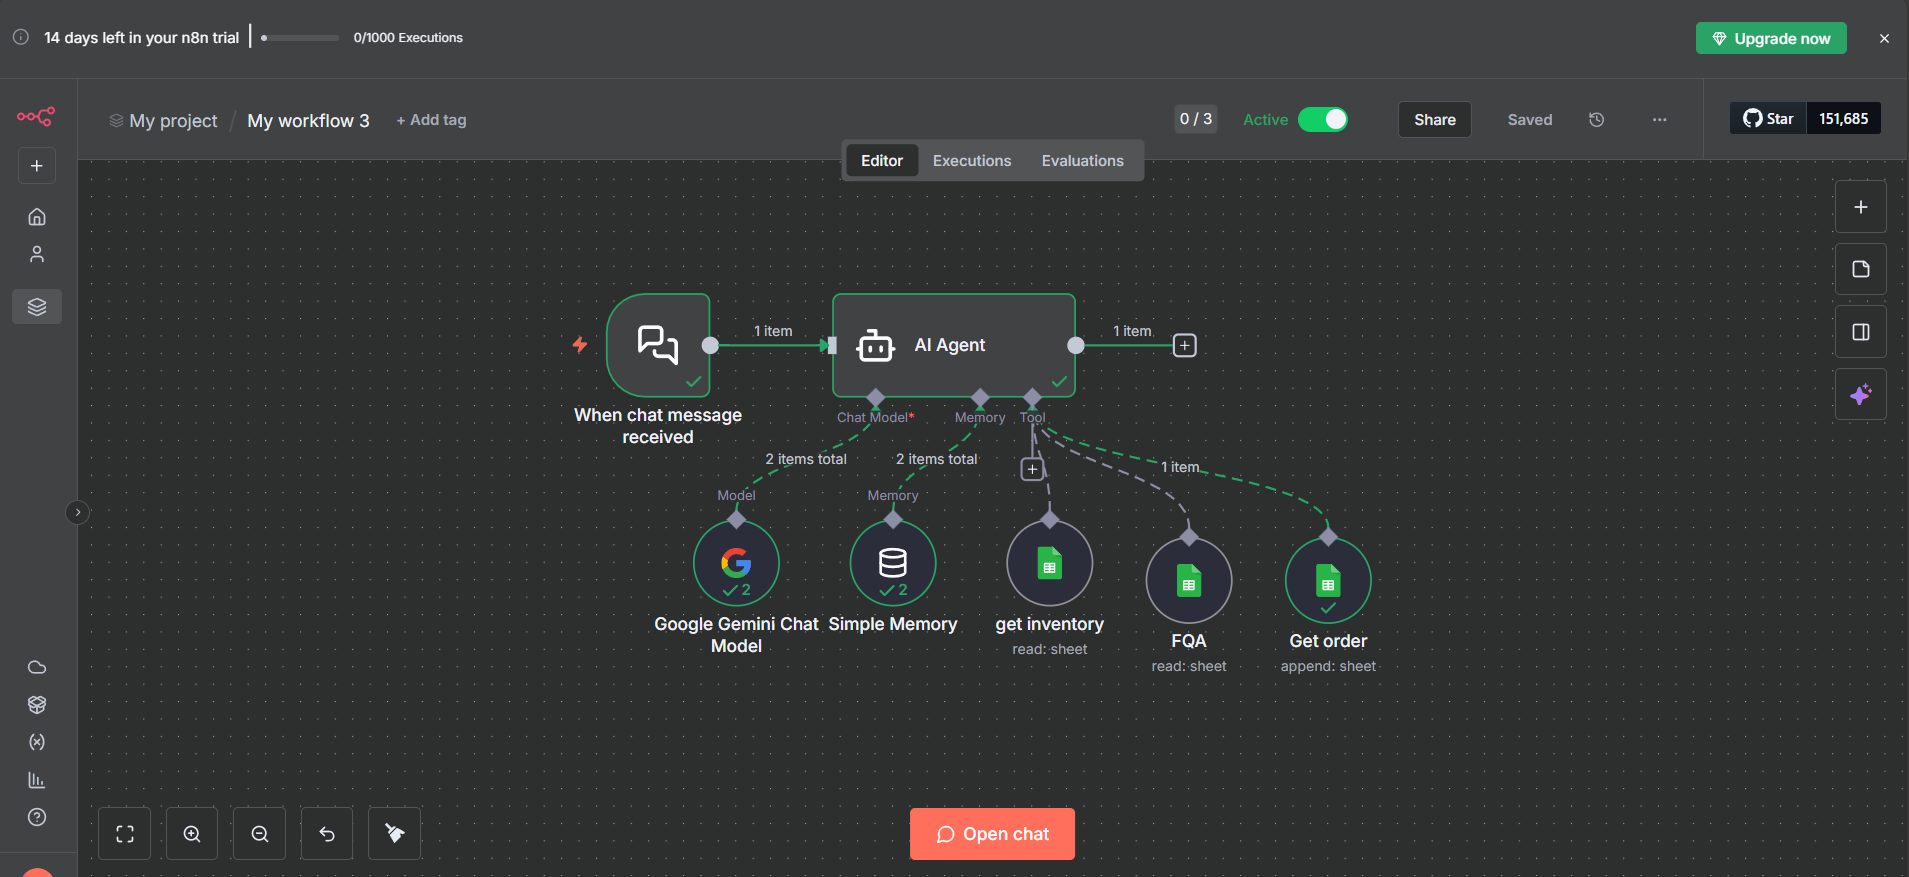 14 days left in your n8n trial
0/1000 Executions
Upgrade now
My project / My workflow 3
+ Add tag
0 / 3
Active
Share
Saved
Star
151,685
Editor
Executions
Evaluations
1 item
AI Agent
1 item
When chat message
received
Chat Model*
Memory
Tool
2 items total
2 items total
1 item
Model
Memory
2
2
Google Gemini Chat
Model
Simple Memory
get inventory
read: sheet
FQA
read: sheet
Get order
append: sheet
Open chat